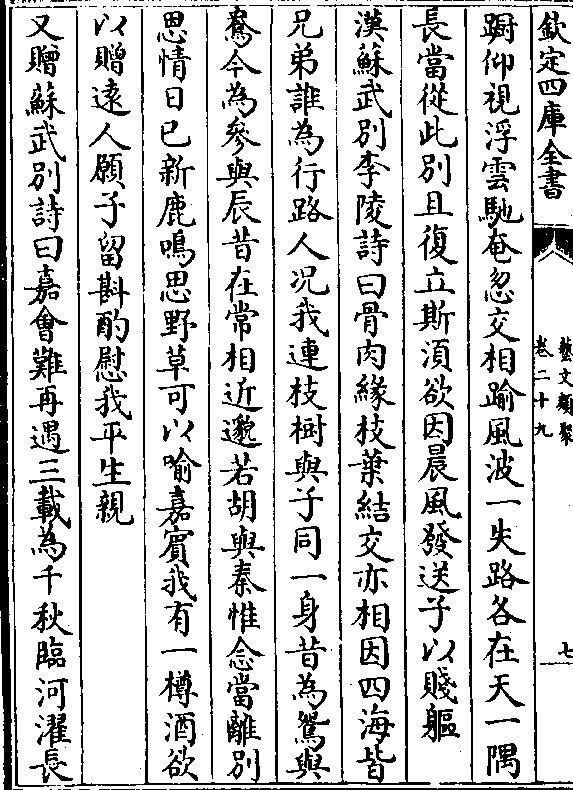 欽定四庫全書
藝文類聚
卷二十九
七
蹰仰視浮雲馳奄忽交相踰風波一失路各在天一隅
長當從此別且復立斯湏欲因晨風發送子以賤軀
漢蘇武別李陵詩曰骨肉緣枝葉結交亦相因四海皆
兄弟誰為行路人况我連枝樹與子同一身昔為鴛與
鴦今為參與辰昔在常相近邈若胡與秦惟念當離別
思情日已新鹿鳴思野草可以喻嘉賓我有一樽酒欲
以贈逺人願子留斟酌慰我平生親
又贈蘇武別詩曰嘉會難再遇三載為千秋臨河濯長